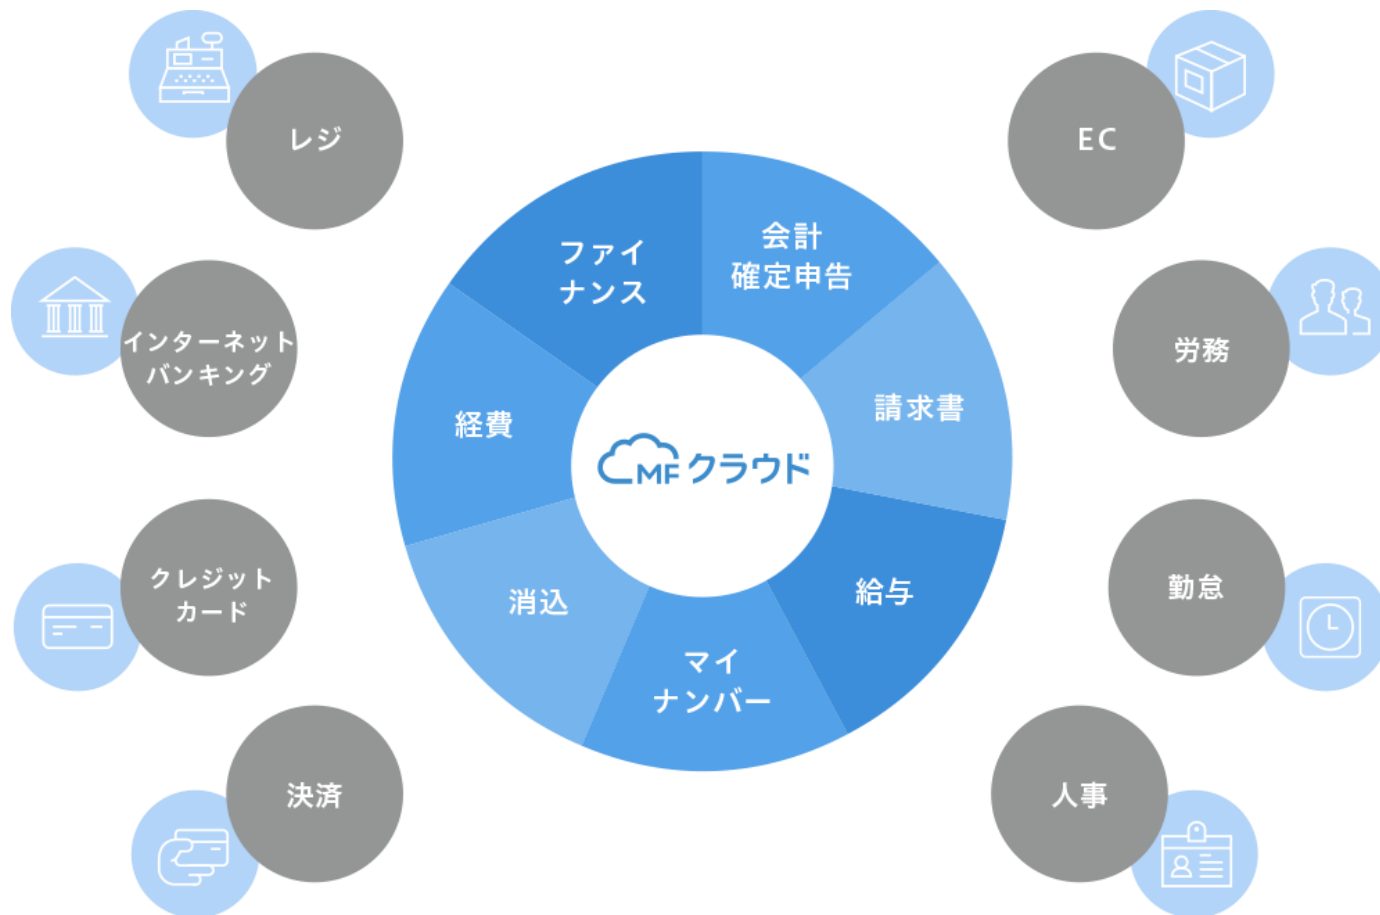 レジ
EC
ファイ
ナンス
会計
確定申告
インターネット
バンキング
労務
経費
請求書
MFクラウド
クレジット
カード
消込
給与
勤怠
マイ
ナンバー
決済
人事